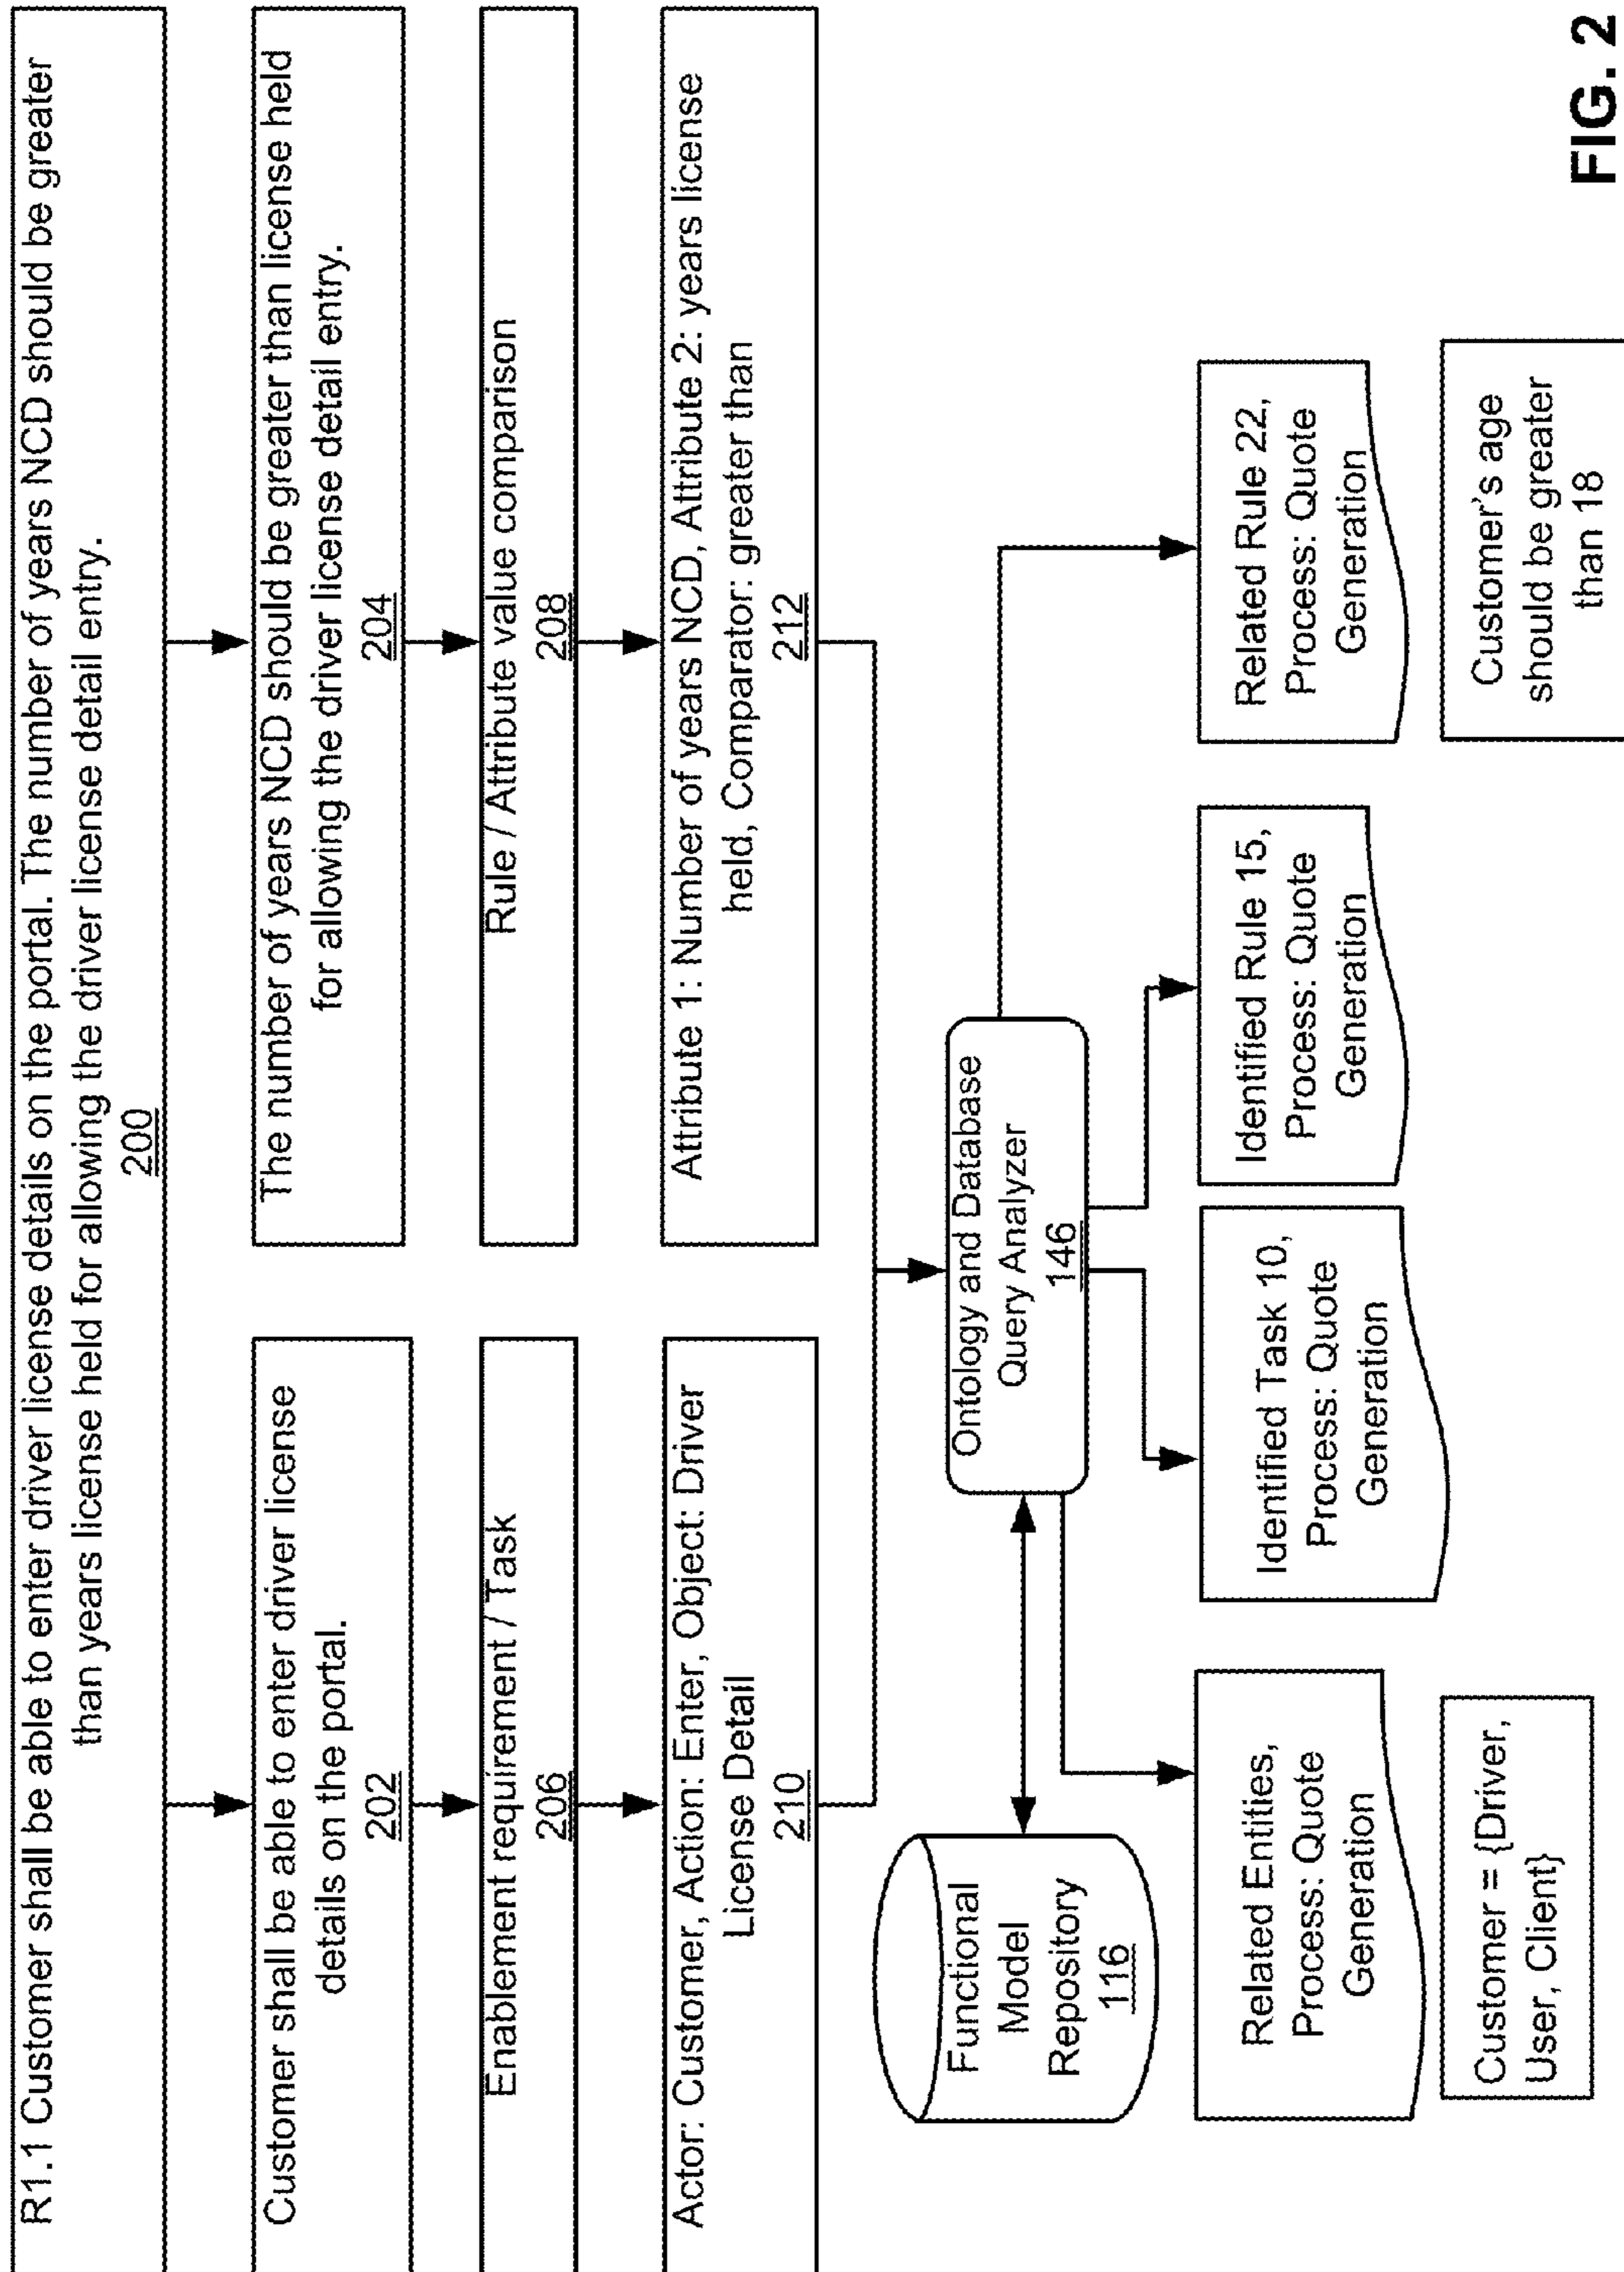 R1.1 Customer shall be able to enter driver license details on the portal. The number of years NCD should be greater
than years license held for allowing the driver license detail entry.
200
Customer shall be able to enter driver license
details on the portal.
202
The number of years NCD should be greater than license held
for allowing the driver license detail entry.
204
Enablement requirement / Task
206
Rule / Attribute value comparison
208
Actor: Customer, Action: Enter, Object: Driver
License Detail
210
Attribute 1: Number of years NCD, Attribute 2: years license
held, Comparator: greater than
212
Functional
Model
Repository
116
Ontology and Database
Query Analyzer
146
Related Entities,
Process: Quote
Generation
Customer = {Driver,
User, Client}
Identified Task 10,
Process: Quote
Generation
Identified Rule 15,
Process: Quote
Generation
Related Rule 22,
Process: Quote
Generation
Customer's age
should be greater
than 18
FIG. 2